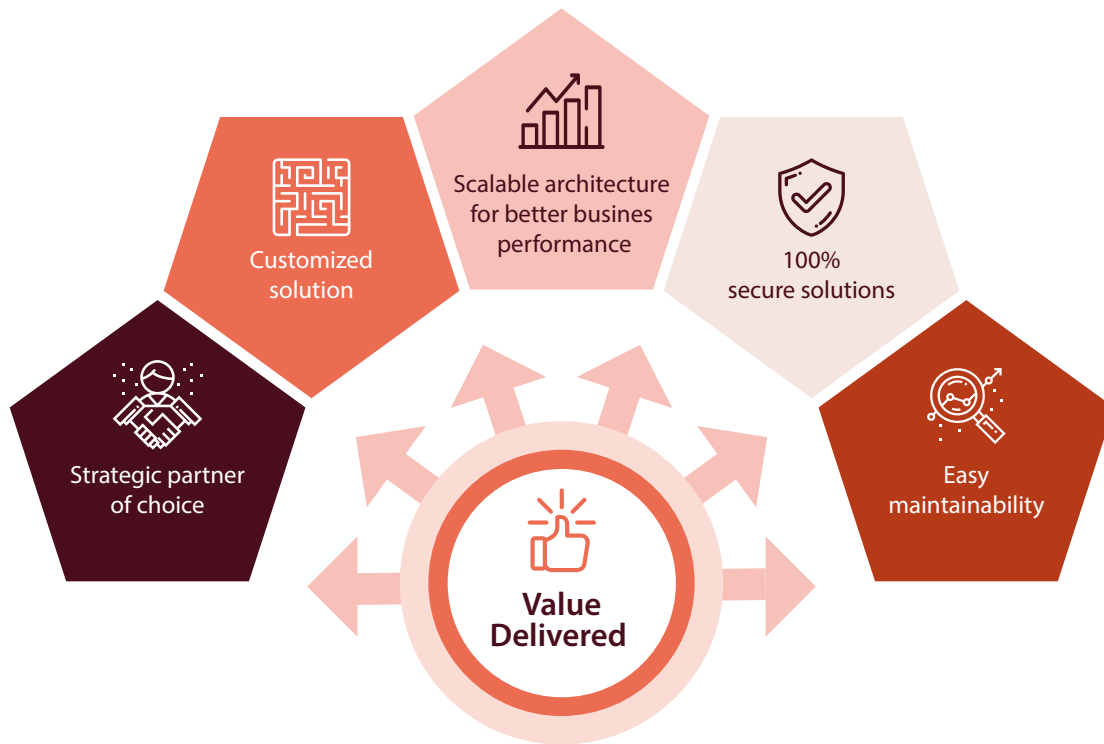 Scalable architecture
for better busines
performance
Customized
solution
100%
secure solutions
Strategic partner
of choice
Easy
maintainability
Value
Delivered